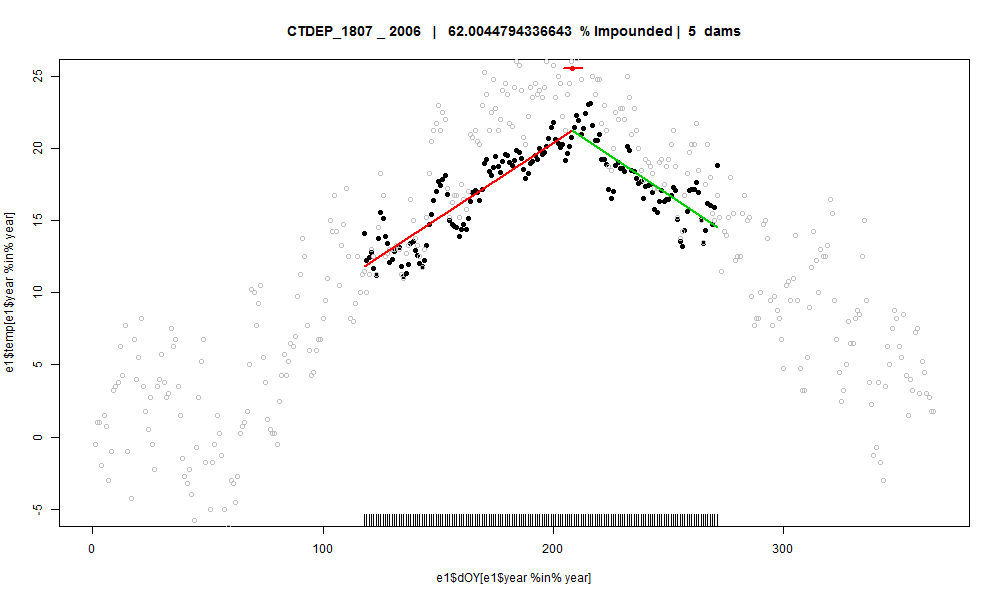 CTDEP_1807 _ 2006 | 62.0044794336643 % Impounded | 5 dams
25
20
15
10
5
0
-5
e1$temp[e1$year %in% year]
0 100 200 300
e1$dOY[e1$year %in% year]